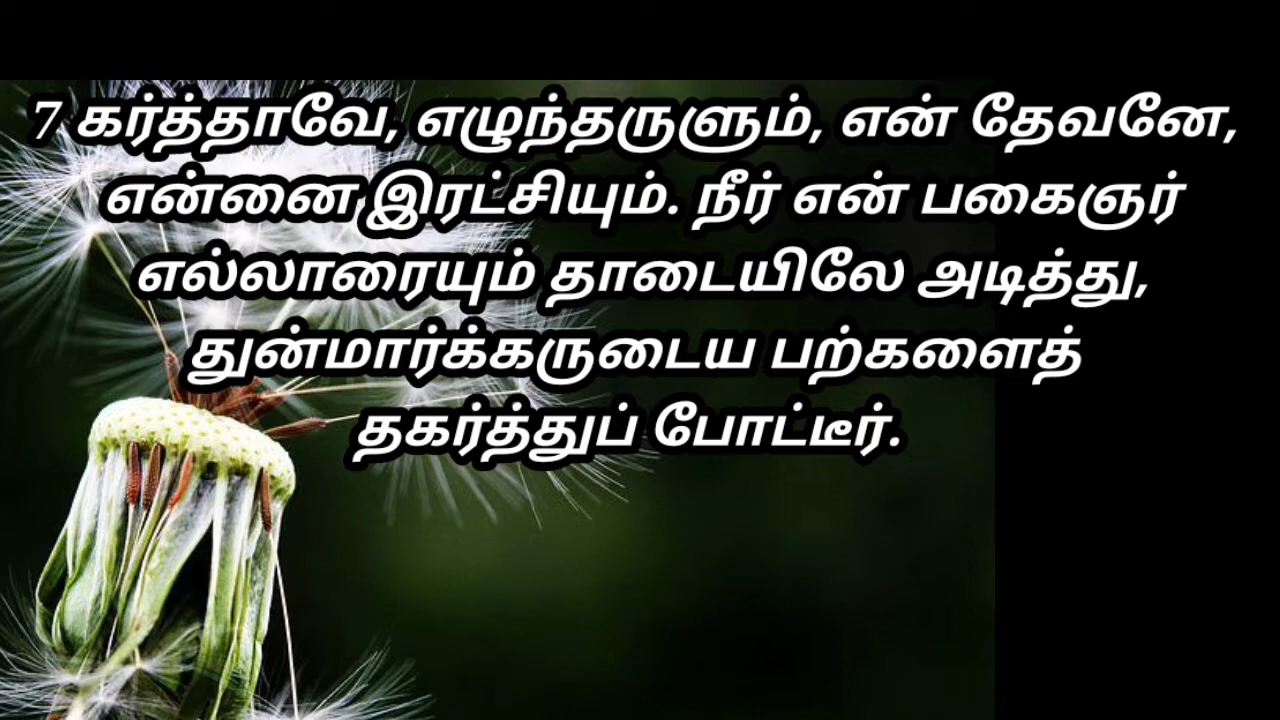 7 கர்த்தாவே, எழுந்தருளும், என் தேவனே,
என்னை இரட்சியும். நீர் என் பகைஞர்
எல்லாரையும் தாடையிலே அடித்து,
துன்மார்க்கருடைய பற்களைத்
தகர்த்துப் போட்டீர்.